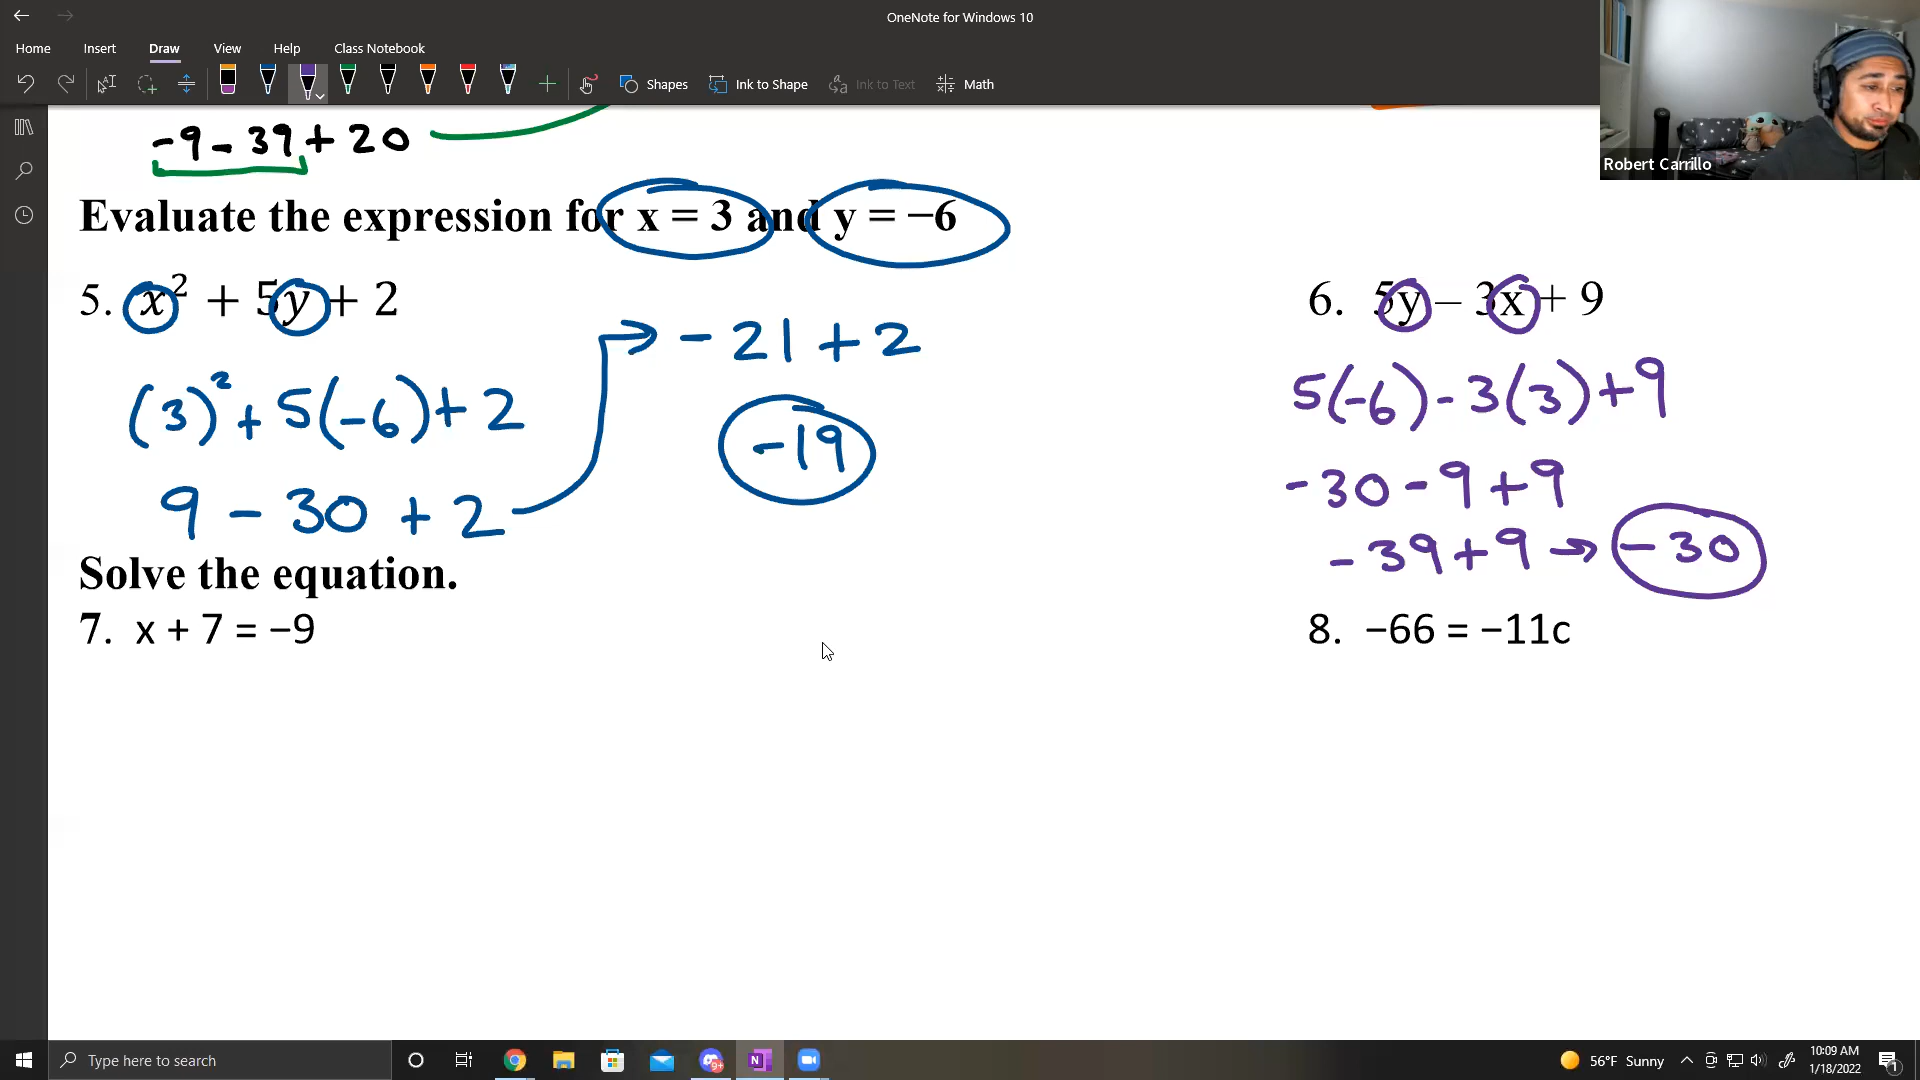 OneNote for Windows 10
Home Insert Draw View Help Class Notebook
Shapes Ink to Shape Ink to Text Math
Robert Carrillo
-9 - 39 + 20
Evaluate the expression for x = 3 and y = −6
5. x² + 5y + 2
(3)² + 5(-6) + 2
9 - 30 + 2
→ - 21 + 2
-19
6. 5y − 3x + 9
5(-6) - 3(3) + 9
-30 - 9 + 9
- 39 + 9 → - 30
Solve the equation.
7. x + 7 = −9
8. −66 = −11c
Type here to search
56°F Sunny
10:09 AM
1/18/2022